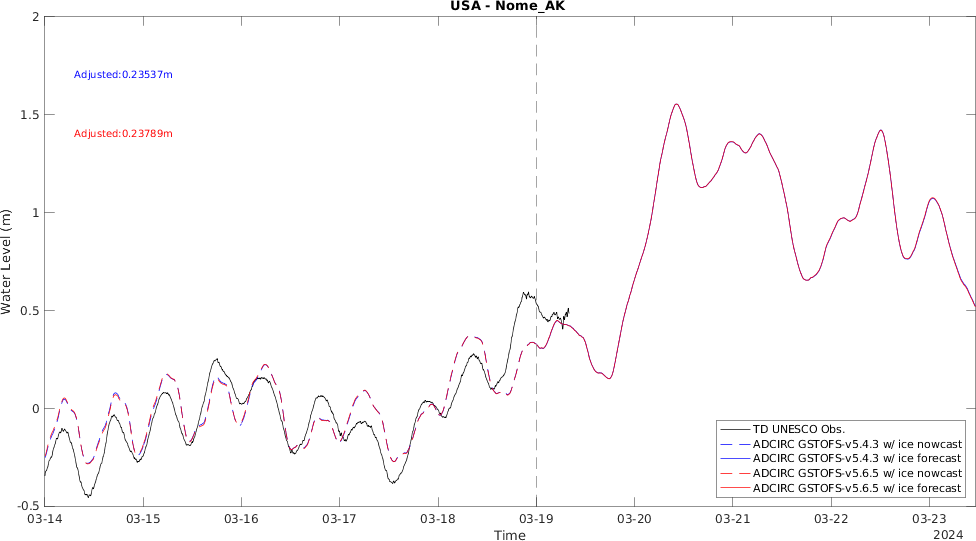 USA - Nome_AK
2
1.5
1
0.5
0
-0.5
Water Level (m)
Adjusted:0.23537m
Adjusted:0.23789m
TD UNESCO Obs.
ADCIRC GSTOFS-v5.4.3 w/ ice nowcast
ADCIRC GSTOFS-v5.4.3 w/ ice forecast
ADCIRC GSTOFS-v5.6.5 w/ ice nowcast
ADCIRC GSTOFS-v5.6.5 w/ ice forecast
03-14 03-15 03-16 03-17 03-18 03-19 03-20 03-21 03-22 03-23
Time
2024